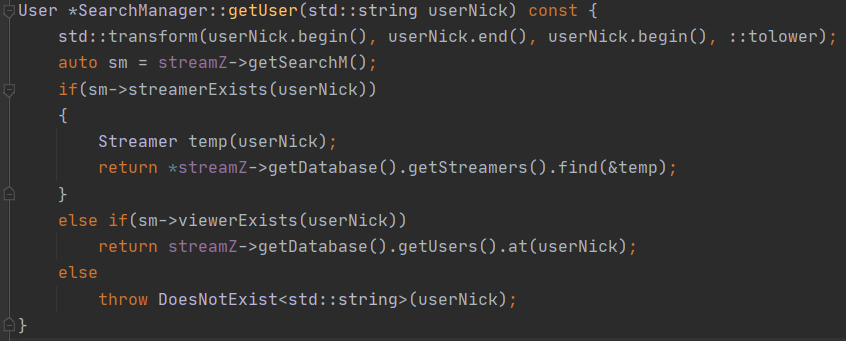 User *SearchManager::getUser(std::string userNick) const {
    std::transform(userNick.begin(), userNick.end(), userNick.begin(), ::tolower);
    auto sm = streamZ->getSearchM();
    if(sm->streamerExists(userNick))
    {
        Streamer temp(userNick);
        return *streamZ->getDatabase().getStreamers().find(&temp);
    }
    else if(sm->viewerExists(userNick))
        return streamZ->getDatabase().getUsers().at(userNick);
    else
        throw DoesNotExist<std::string>(userNick);
}